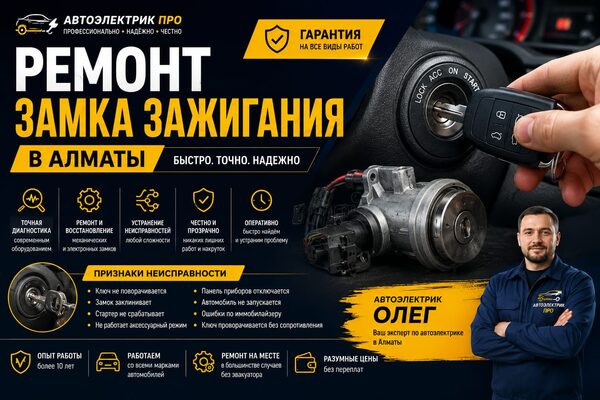 АВТОЭЛЕКТРИК ПРО
ПРОФЕССИОНАЛЬНО • НАДЁЖНО • ЧЕСТНО
ГАРАНТИЯ
НА ВСЕ ВИДЫ РАБОТ
РЕМОНТ
ЗАМКА ЗАЖИГАНИЯ
В АЛМАТЫ
БЫСТРО. ТОЧНО. НАДЕЖНО
LOCK ACC ON START
ТОЧНАЯ
ДИАГНОСТИКА
современным
оборудованием
РЕМОНТ И
ВОССТАНОВЛЕНИЕ
механических
и электронных замков
УСТРАНЕНИЕ
НЕИСПРАВНОСТЕЙ
любой сложности
ЧЕСТНО И
ПРОЗРАЧНО
никаких лишних
работ и накруток
ОПЕРАТИВНО
быстро найдём
и устраним проблему
ПРИЗНАКИ НЕИСПРАВНОСТИ
• Ключ не поворачивается
• Замок заклинивает
• Стартер не срабатывает
• Не работает аксессуарный режим
• Панель приборов отключается
• Автомобиль не запускается
• Ошибки по иммобилайзеру
• Ключ проворачивается без сопротивления
АВТОЭЛЕКТРИК
ОЛЕГ
Ваш эксперт по автоэлектрике
в Алматы
АВТОЭЛЕКТРИК
ПРО
ОПЫТ РАБОТЫ
более 10 лет
РАБОТАЕМ
со всеми марками
автомобилей
РЕМОНТ НА МЕСТЕ
в большинстве случаев
без эвакуатора
РАЗУМНЫЕ ЦЕНЫ
без переплат